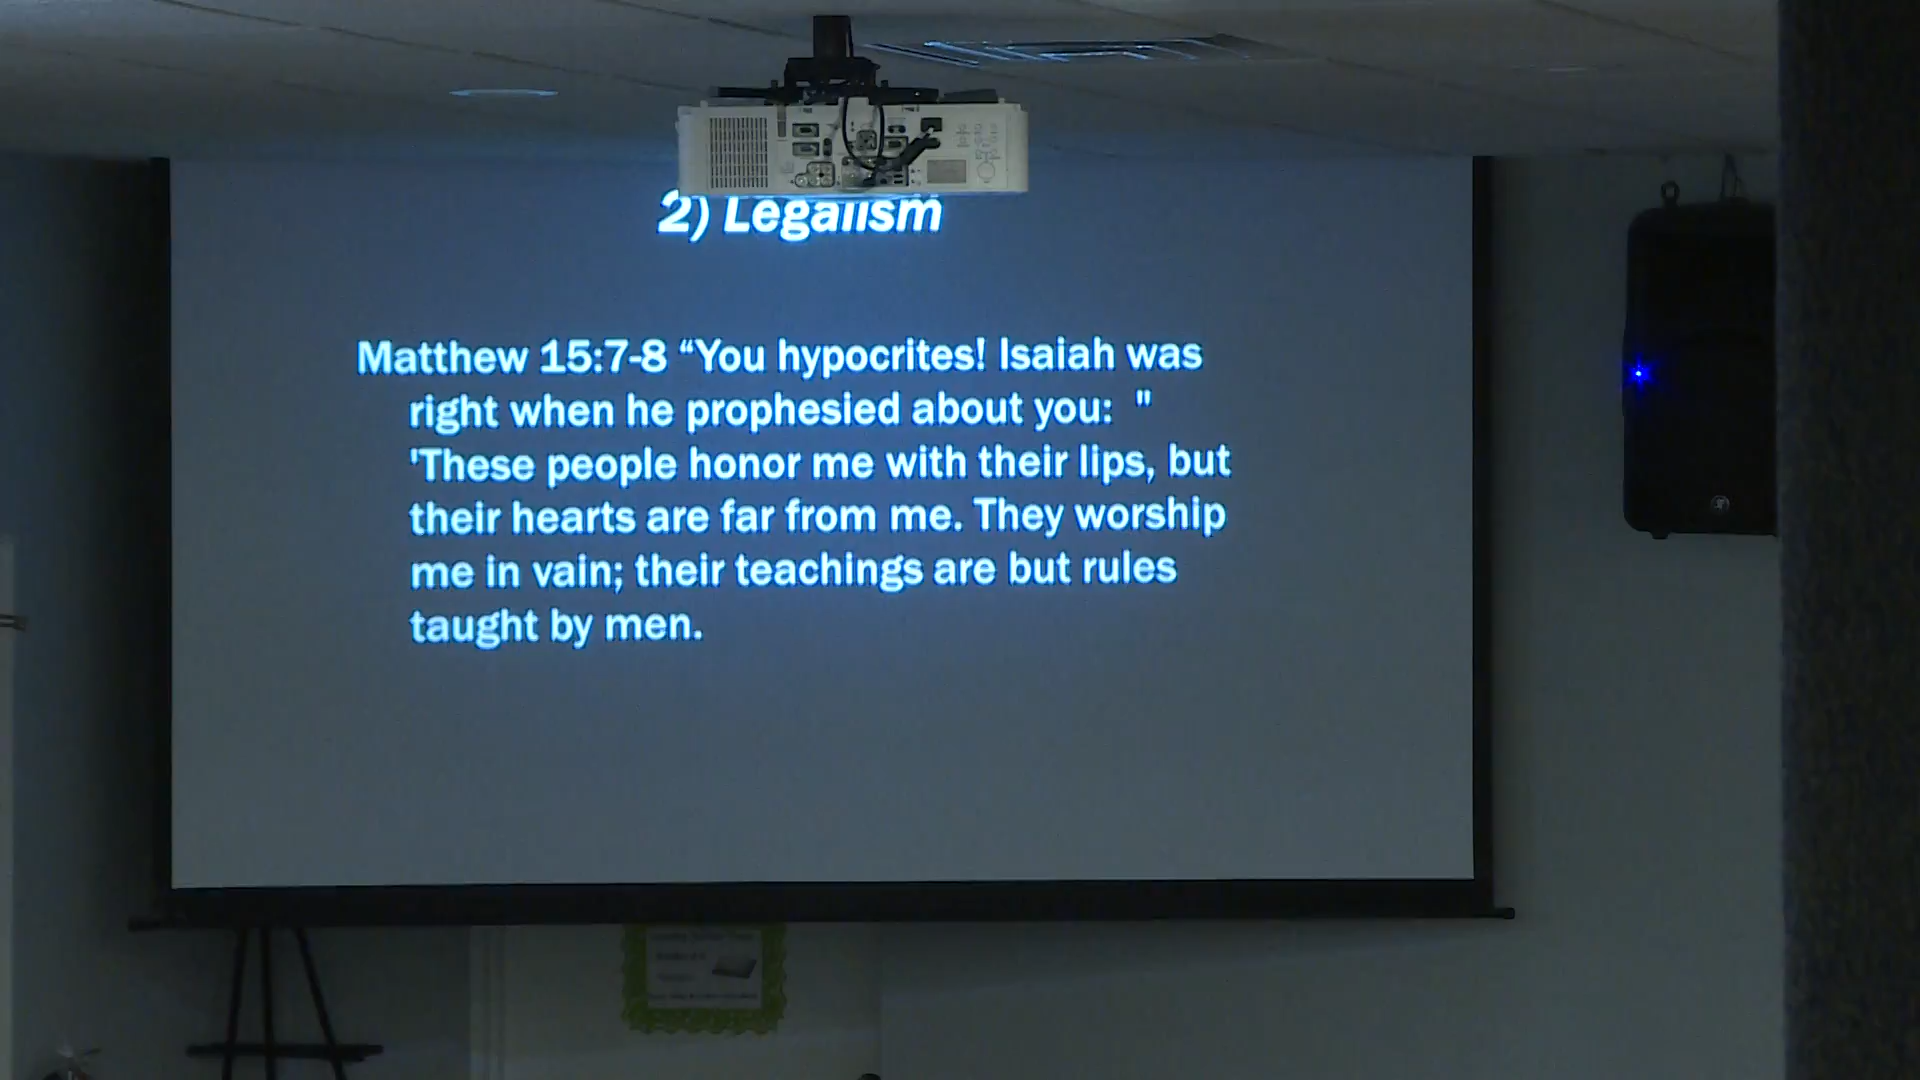 2) Legalism
Matthew 15:7-8 “You hypocrites! Isaiah was
right when he prophesied about you:  "
'These people honor me with their lips, but
their hearts are far from me. They worship
me in vain; their teachings are but rules
taught by men.